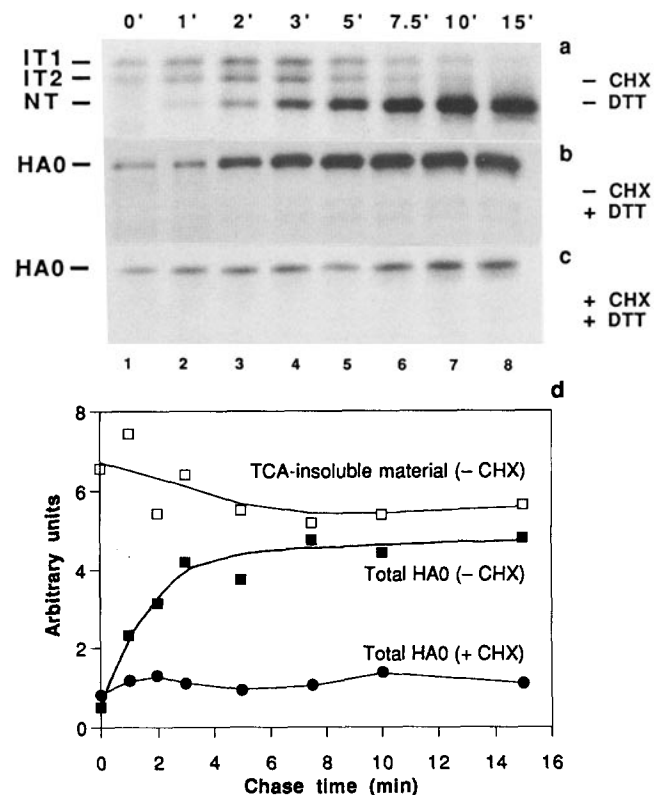 0' 1' 2' 3' 5' 7.5' 10' 15'
IT1 a
IT2 − CHX
NT − DTT
HA0 b
− CHX
+ DTT
HA0 c
+ CHX
+ DTT
1 2 3 4 5 6 7 8
d
8
TCA-insoluble material (− CHX)
6
4
Total HA0 (− CHX)
2
Total HA0 (+ CHX)
0
Arbitrary units
0 2 4 6 8 10 12 14 16
Chase time (min)